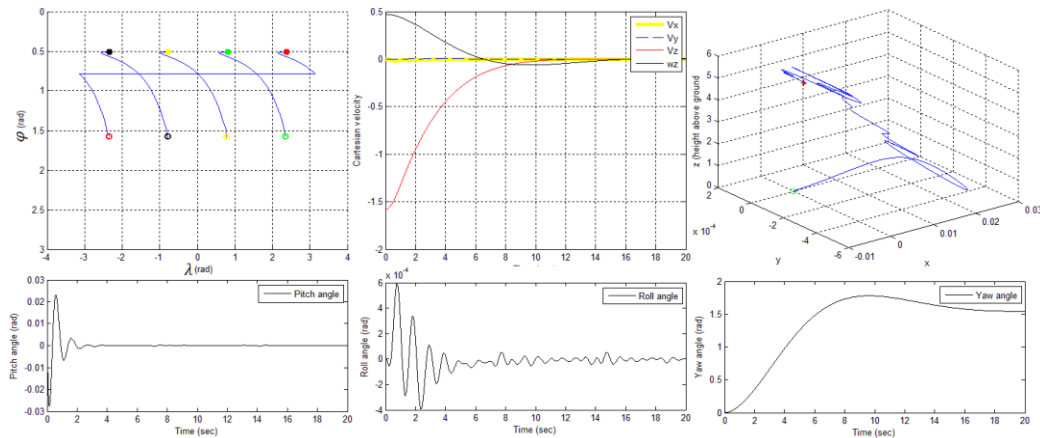 0
0.5
1
1.5
2
2.5
3
φ (rad)
-4 -3 -2 -1 0 1 2 3 4
λ (rad)
0.5
0
-0.5
-1
-1.5
-2
Cartesian velocity
0 2 4 6 8 10 12 14 16 18 20
Vx
Vy
Vz
wz
6
5
4
3
2
1
0
z (height above ground
2
0
-2
-4
-6
x 10⁻⁴
y
-0.01
0
0.01
0.02
0.03
x
0.03
0.02
0.01
0
-0.01
-0.02
-0.03
Pitch angle (rad)
Pitch angle
0 2 4 6 8 10 12 14 16 18 20
Time (sec)
x 10⁻⁴
6
4
2
0
-2
-4
Roll angle (rad)
Roll angle
0 2 4 6 8 10 12 14 16 18 20
Time (sec)
2
1.5
1
0.5
0
Yaw angle (rad)
Yaw angle
0 2 4 6 8 10 12 14 16 18 20
Time (sec)